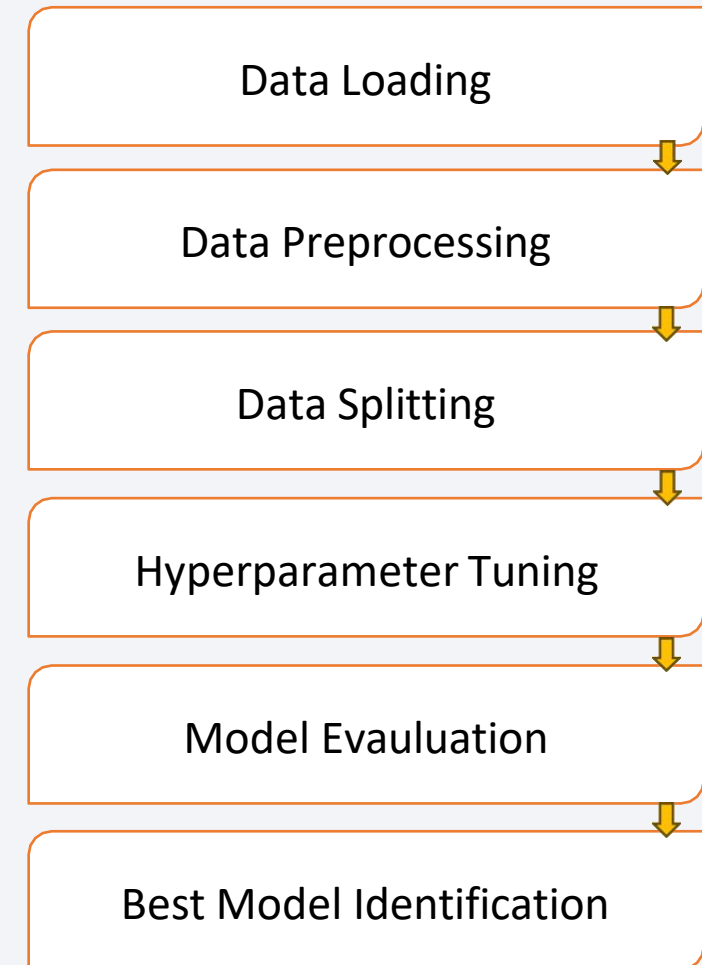 Data Loading
Data Preprocessing
Data Splitting
Hyperparameter Tuning
Model Evauluation
Best Model Identification